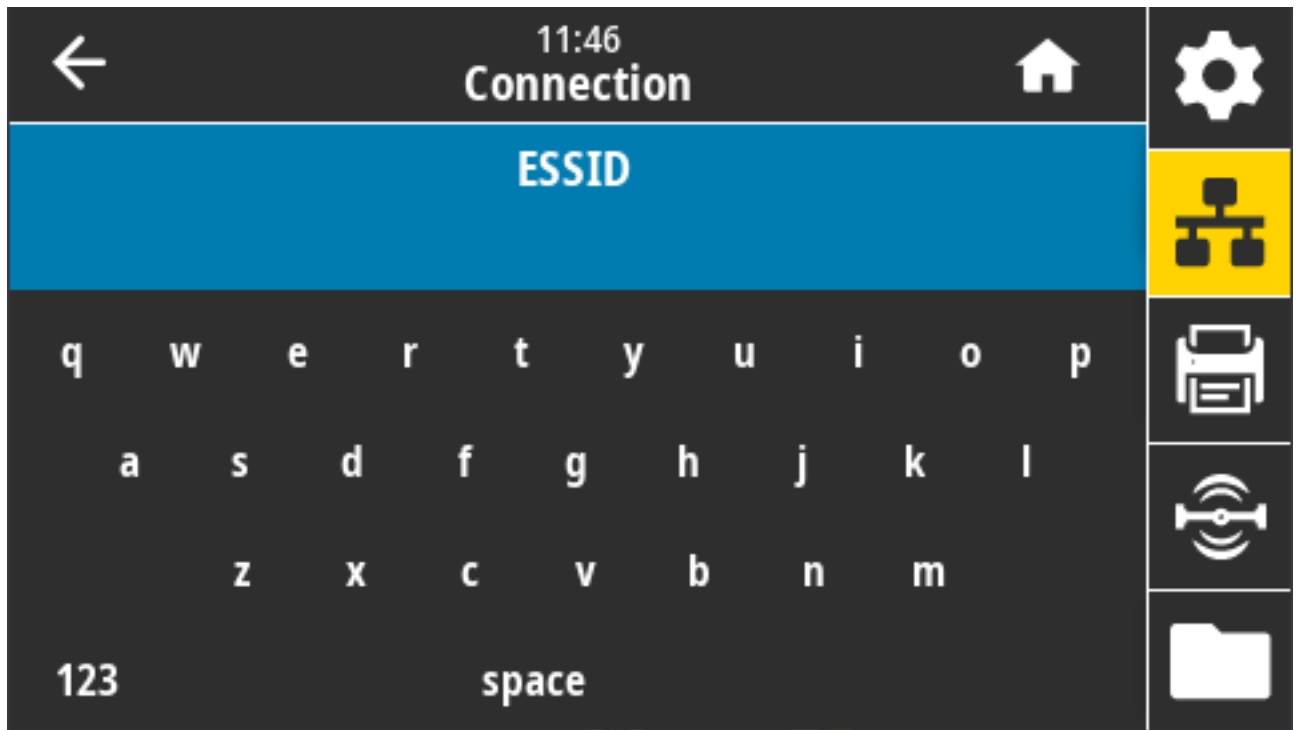 11:46
Connection
ESSID
q w e r t y u i o p
a s d f g h j k l
z x c v b n m
123 space